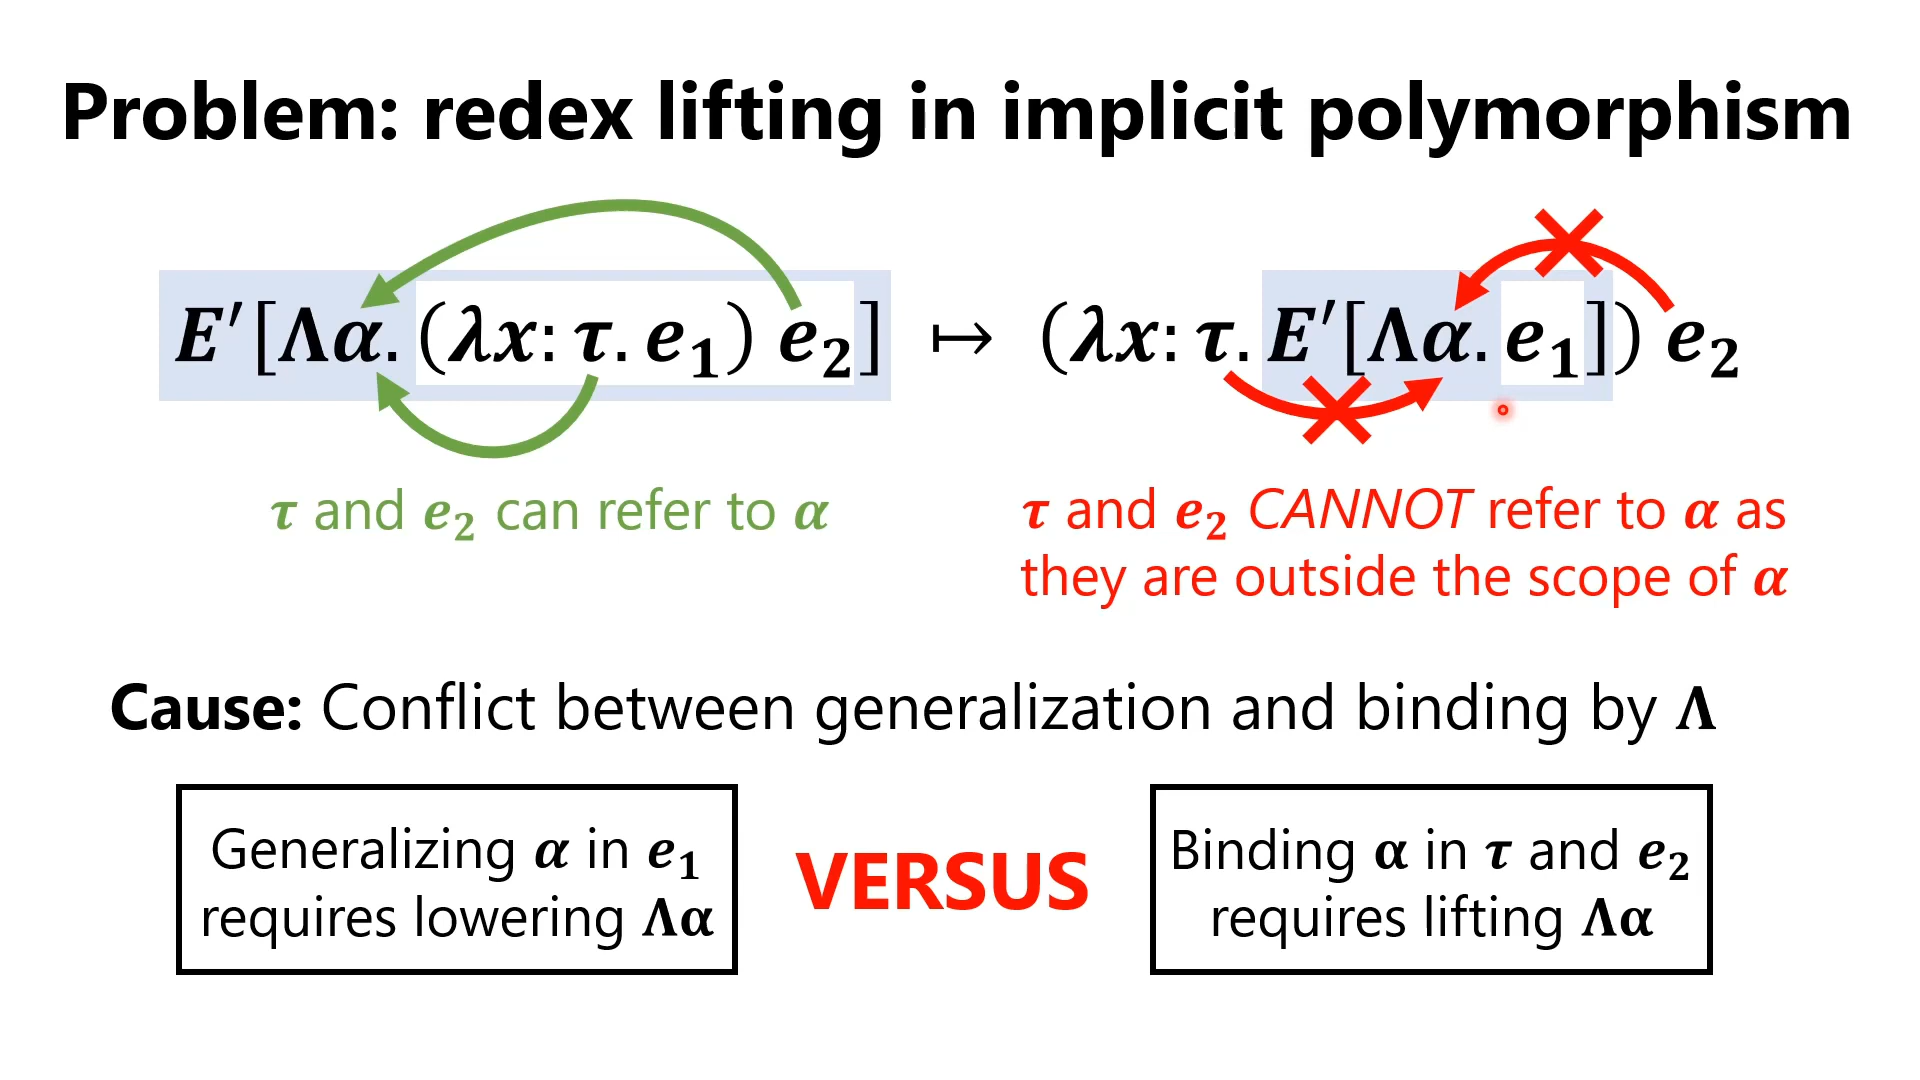 Problem: redex lifting in implicit polymorphism
E′[Λα. (λx: τ. e₁) e₂] ↦ (λx: τ. E′[Λα. e₁]) e₂
τ and e₂ can refer to α
τ and e₂ CANNOT refer to α as
they are outside the scope of α
Cause: Conflict between generalization and binding by Λ
Generalizing α in e₁
requires lowering Λα
VERSUS
Binding α in τ and e₂
requires lifting Λα